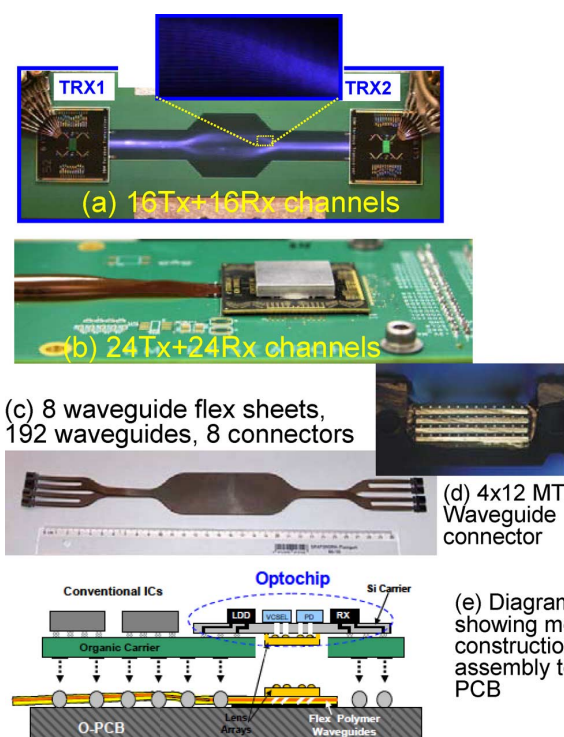 TRX1
TRX2
(a) 16Tx+16Rx channels
(b) 24Tx+24Rx channels
(c) 8 waveguide flex sheets,
192 waveguides, 8 connectors
(d) 4x12 MT
Waveguide
connector
Optochip
Conventional ICs
Si Carrier
LDD
VCSEL
PD
RX
Organic Carrier
Lens
Arrays
Flex Polymer
Waveguides
O-PCB
(e) Diagram
showing
construction
assembly
PCB